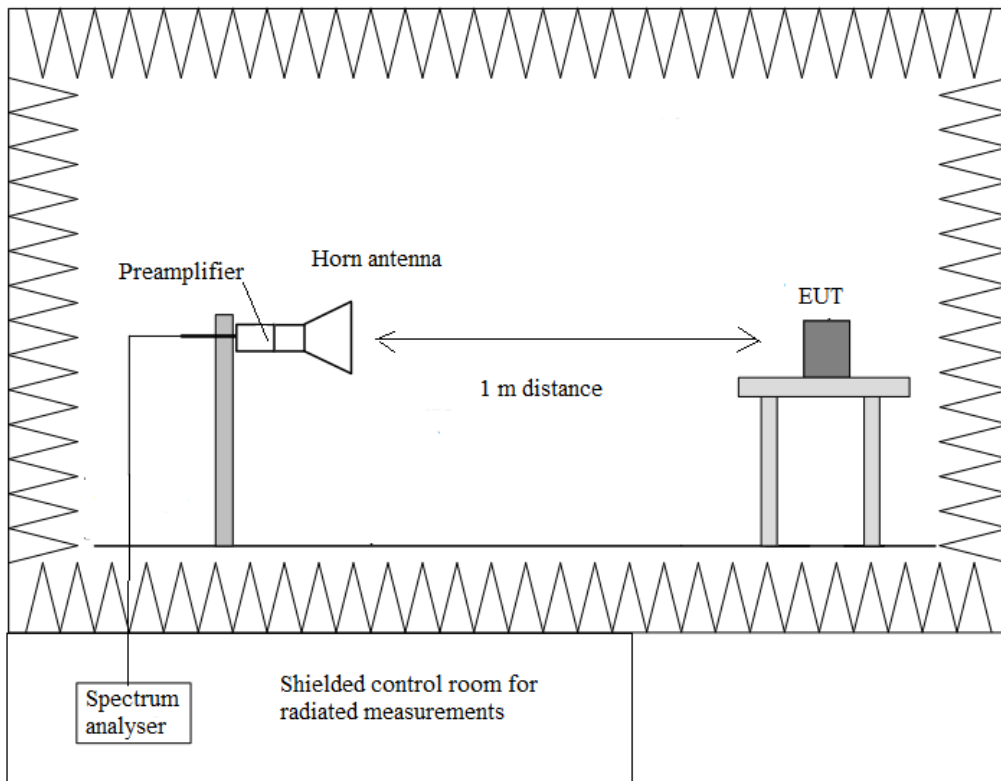 Horn antenna
Preamplifier
EUT
1 m distance
Spectrum
analyser
Shielded control room for
radiated measurements